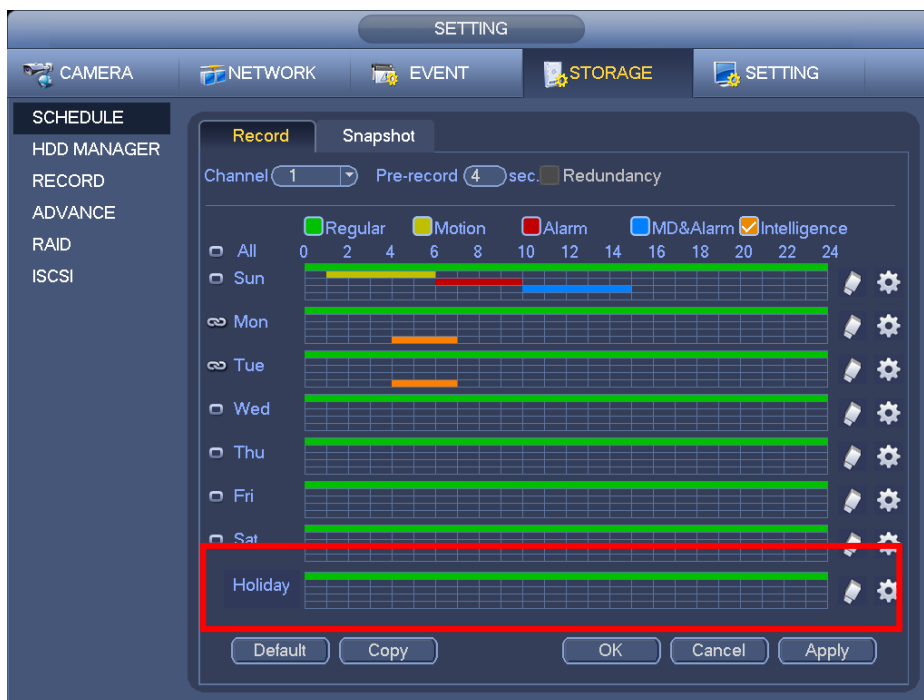 SETTING
CAMERA NETWORK EVENT STORAGE SETTING
SCHEDULE
HDD MANAGER
RECORD
ADVANCE
RAID
ISCSI
Record Snapshot
Channel 1 Pre-record 4 sec. Redundancy
Regular Motion Alarm MD&Alarm Intelligence
All 0 2 4 6 8 10 12 14 16 18 20 22 24
Sun
Mon
Tue
Wed
Thu
Fri
Sat
Holiday
Default Copy OK Cancel Apply